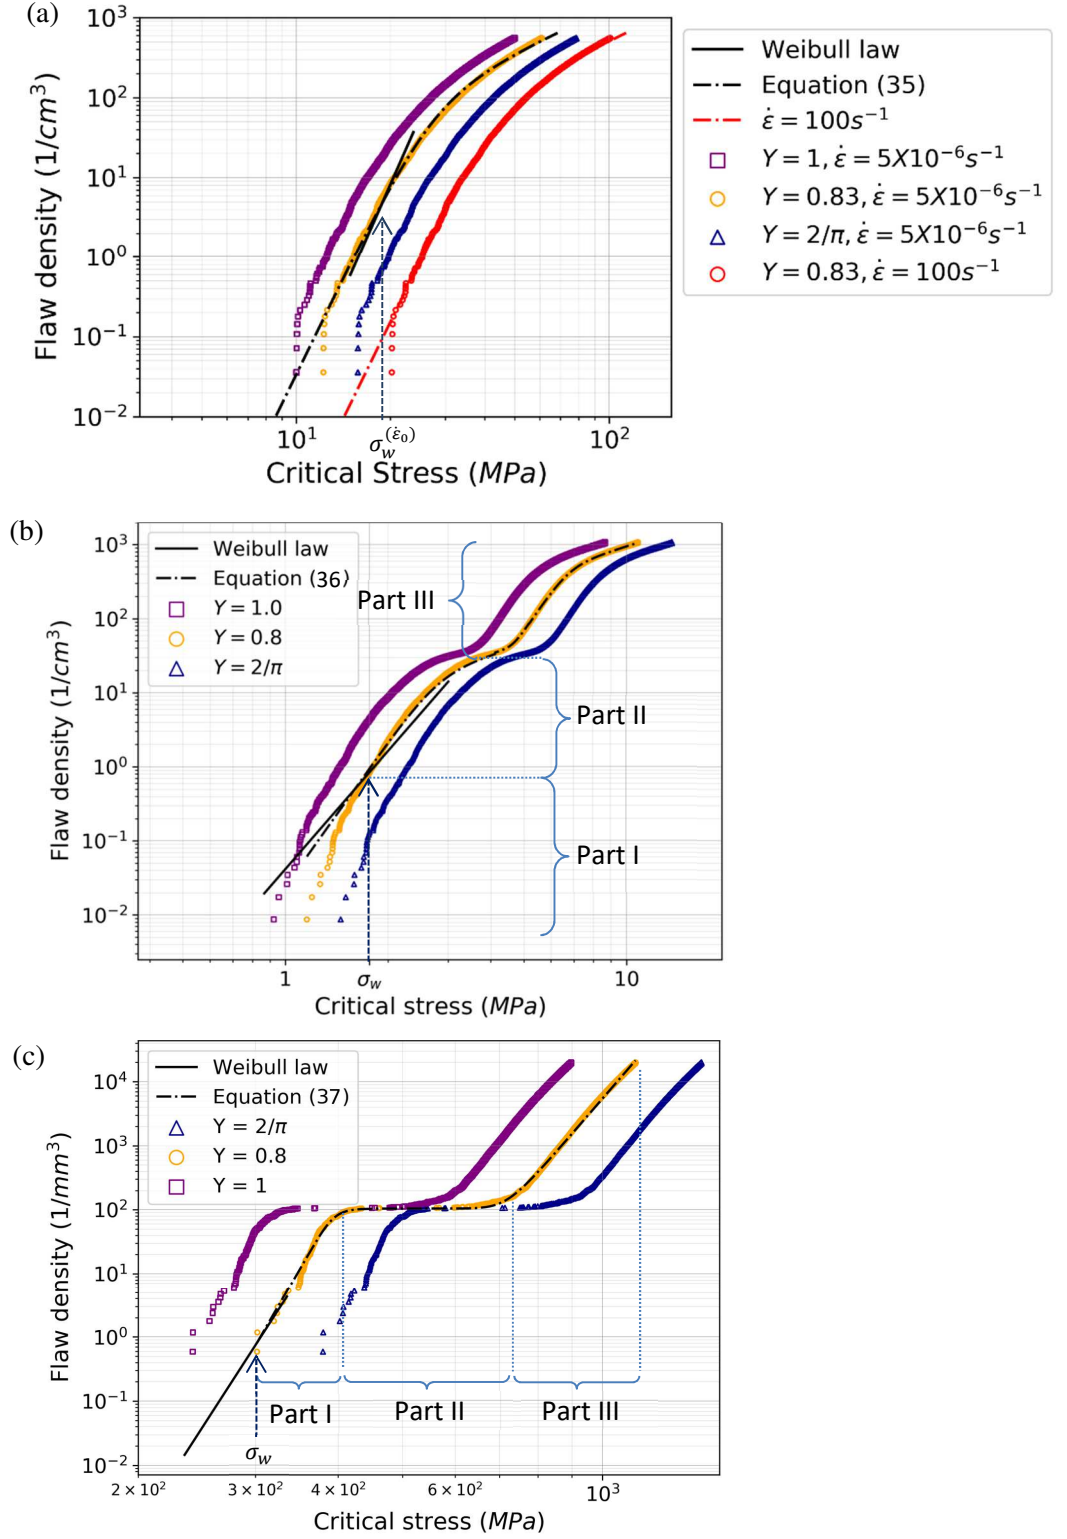 (a)
10³
10²
10¹
10⁰
10⁻¹
10⁻²
Flaw density (1/cm³)
10¹
10²
σ_w^(ε̇₀)
Critical Stress (MPa)
Weibull law
Equation (35)
ε̇ = 100s⁻¹
Y = 1, ε̇ = 5X10⁻⁶s⁻¹
Y = 0.83, ε̇ = 5X10⁻⁶s⁻¹
Y = 2/π, ε̇ = 5X10⁻⁶s⁻¹
Y = 0.83, ε̇ = 100s⁻¹
(b)
10³
10²
10¹
10⁰
10⁻¹
10⁻²
Flaw density (1/cm³)
Weibull law
Equation (36)
Y = 1.0
Y = 0.8
Y = 2/π
Part III
Part II
Part I
1
σ_w
10
Critical stress (MPa)
(c)
10⁴
10³
10²
10¹
10⁰
10⁻¹
10⁻²
Flaw density (1/mm³)
Weibull law
Equation (37)
Y = 2/π
Y = 0.8
Y = 1
Part I
Part II
Part III
σ_w
2 × 10²
3 × 10²
4 × 10²
6 × 10²
10³
Critical stress (MPa)